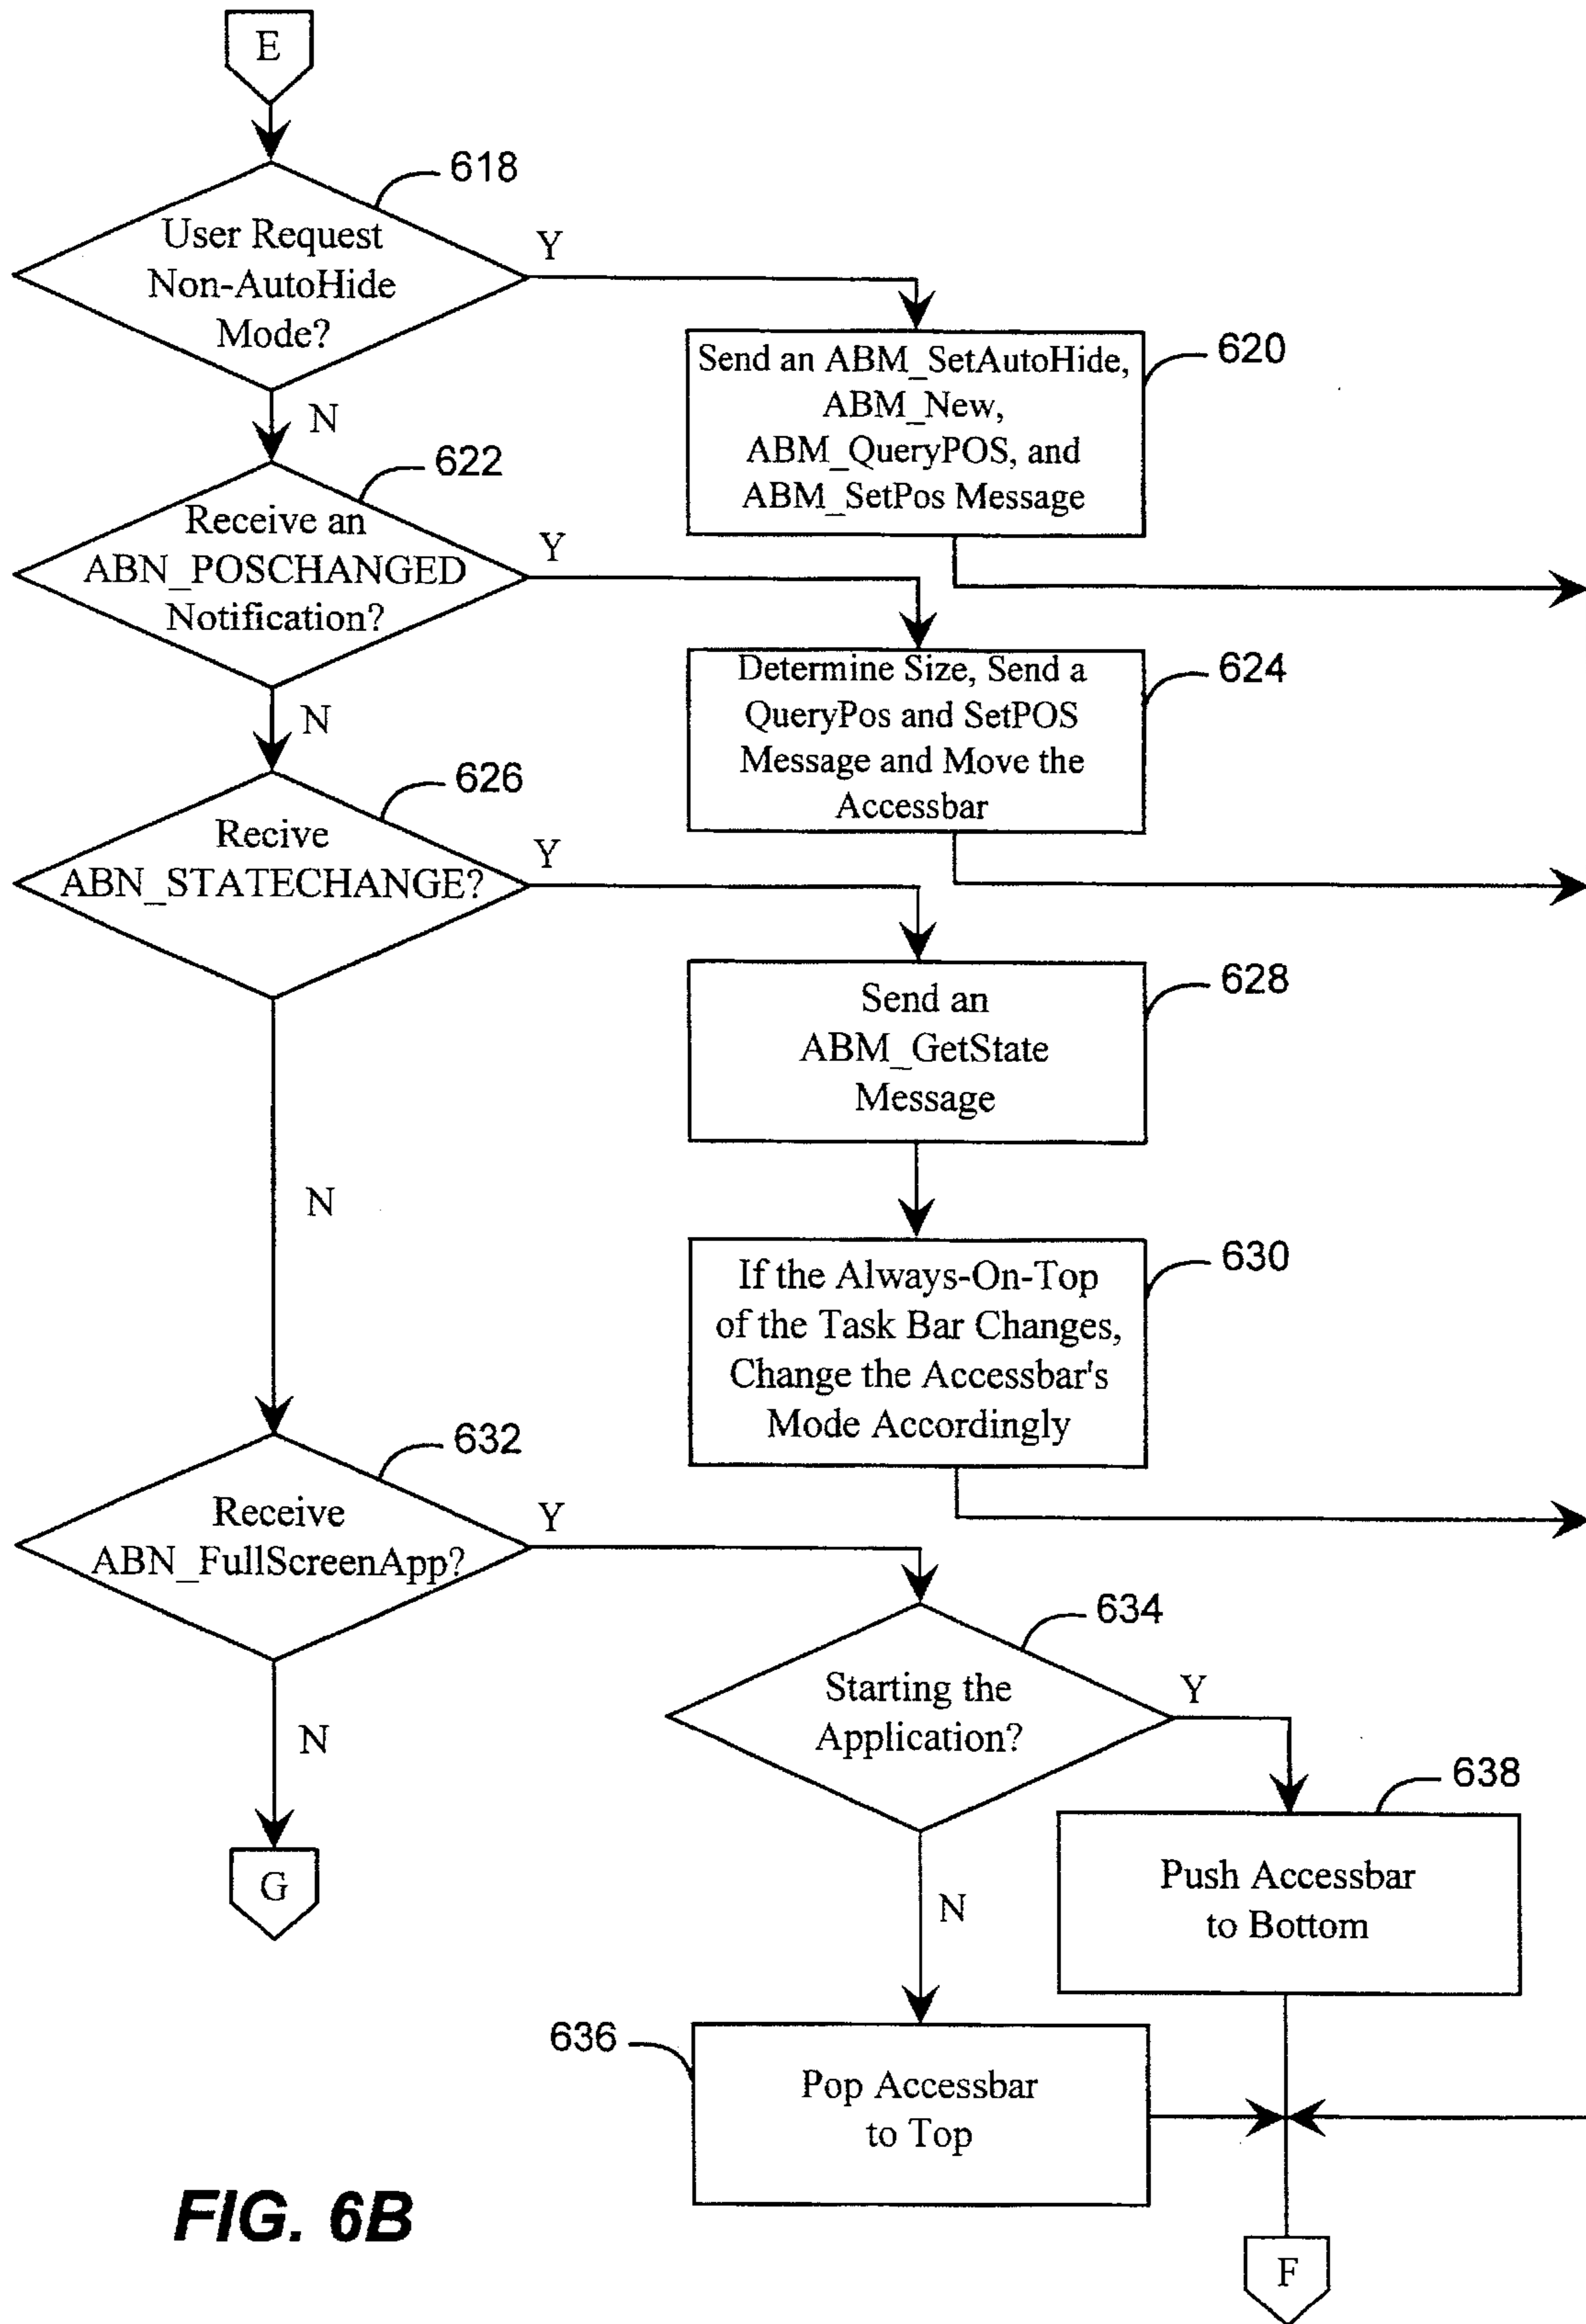 E
618
User Request
Non-AutoHide
Mode?
Y
N
Send an ABM_SetAutoHide,
ABM_New,
ABM_QueryPOS, and
ABM_SetPos Message
620
622
Receive an
ABN_POSCHANGED
Notification?
Y
N
Determine Size, Send a
QueryPos and SetPOS
Message and Move the
Accessbar
624
626
Recive
ABN_STATECHANGE?
Y
N
Send an
ABM_GetState
Message
628
If the Always-On-Top
of the Task Bar Changes,
Change the Accessbar's
Mode Accordingly
630
632
Receive
ABN_FullScreenApp?
Y
N
G
634
Starting the
Application?
Y
N
638
Push Accessbar
to Bottom
636
Pop Accessbar
to Top
F
FIG. 6B